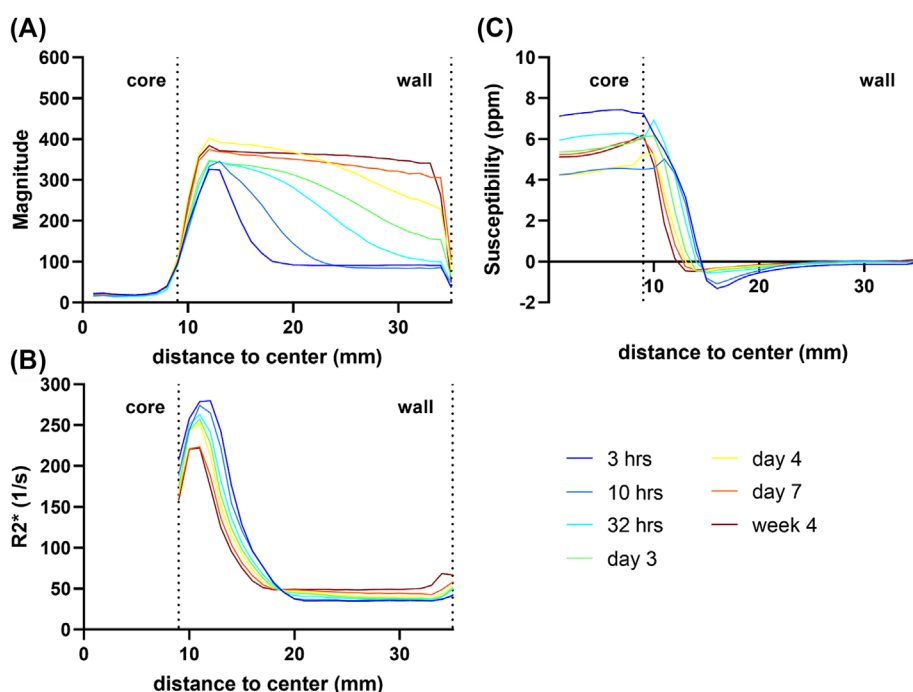 (A)
600
500
400
300
200
100
0
Magnitude
core
wall
0
10
20
30
distance to center (mm)
(B)
300
250
200
150
100
50
0
R2* (1/s)
core
wall
0
10
20
30
distance to center (mm)
(C)
10
8
6
4
2
0
-2
Susceptibility (ppm)
core
wall
10
20
30
distance to center (mm)
3 hrs
10 hrs
32 hrs
day 3
day 4
day 7
week 4